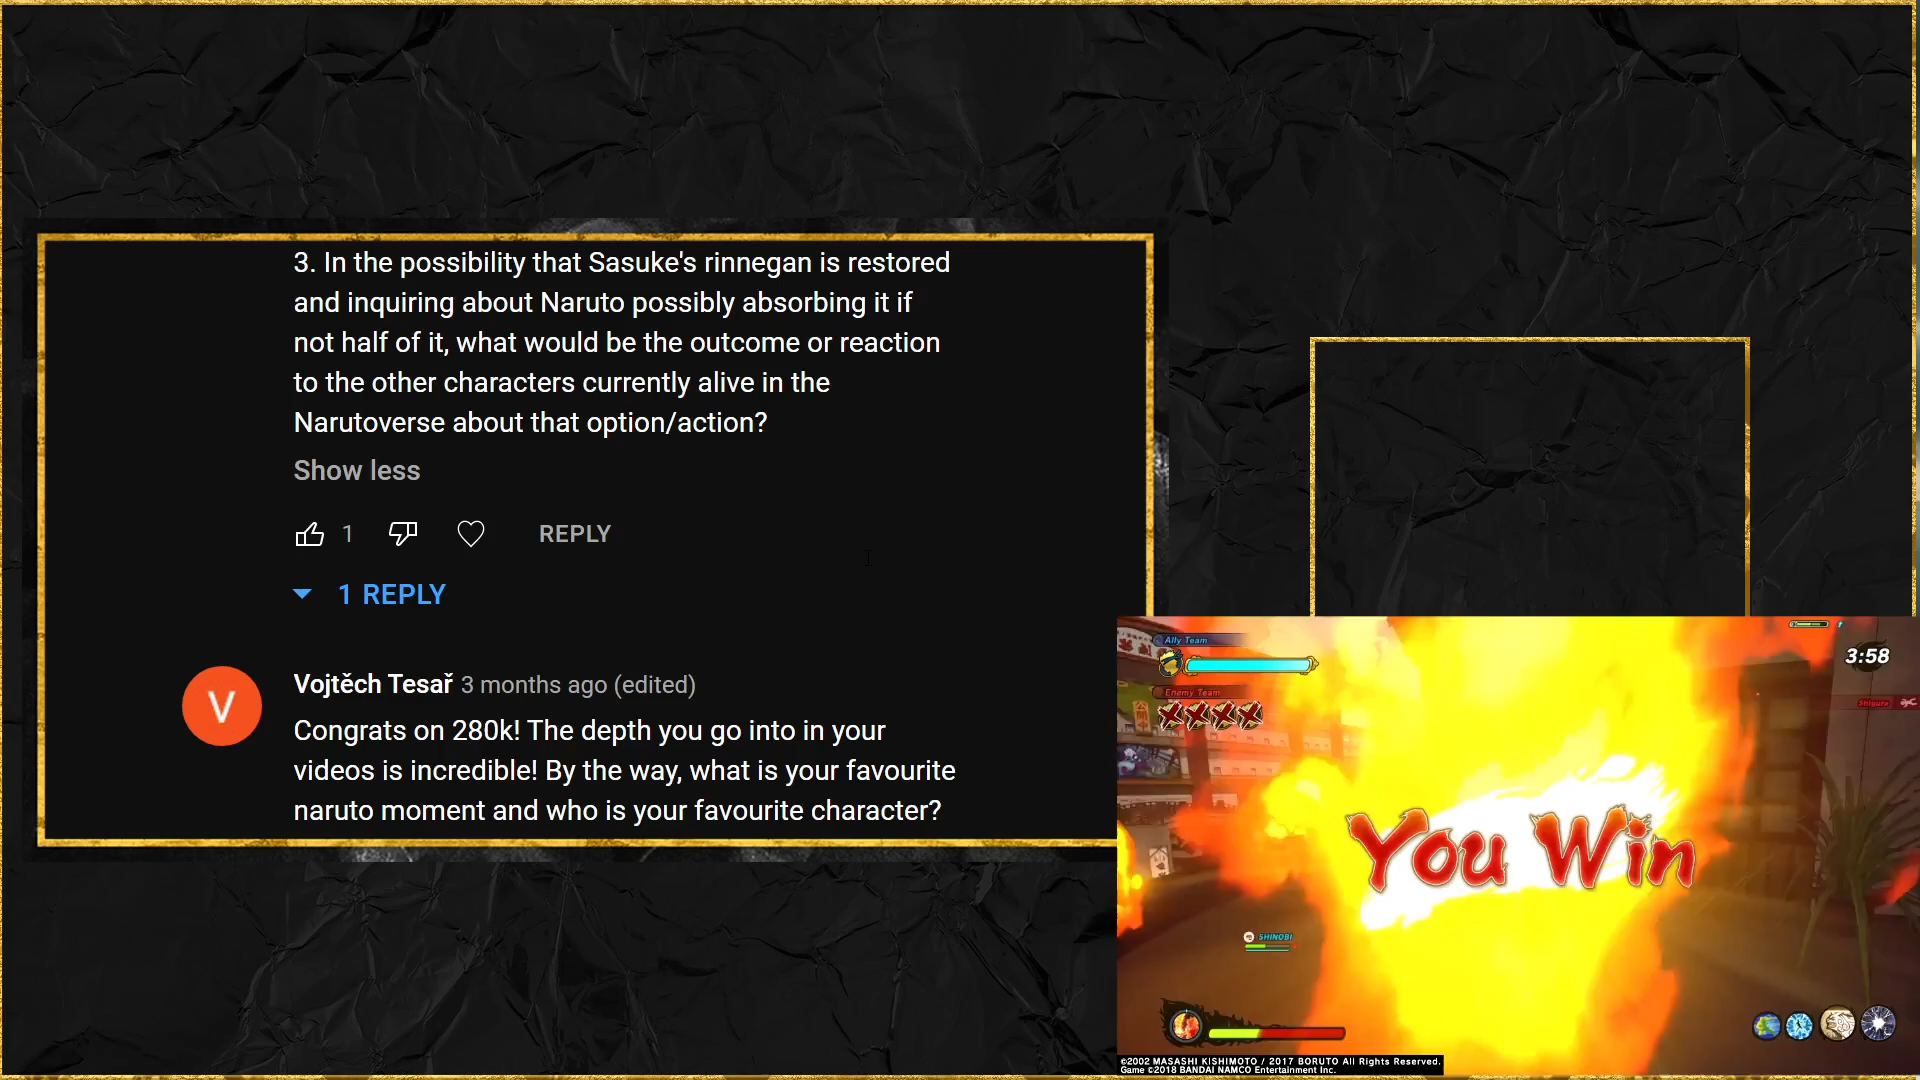 3. In the possibility that Sasuke's rinnegan is restored
and inquiring about Naruto possibly absorbing it if
not half of it, what would be the outcome or reaction
to the other characters currently alive in the
Narutoverse about that option/action?
Show less
1
REPLY
1 REPLY
V
Vojtěch Tesař 3 months ago (edited)
Congrats on 280k! The depth you go into in your
videos is incredible! By the way, what is your favourite
naruto moment and who is your favourite character?
Ally Team
3:58
Enemy Team
Shigure
You Win
SHINOBI
©2002 MASASHI KISHIMOTO / 2017 BORUTO All Rights Reserved.
Game ©2018 BANDAI NAMCO Entertainment Inc.